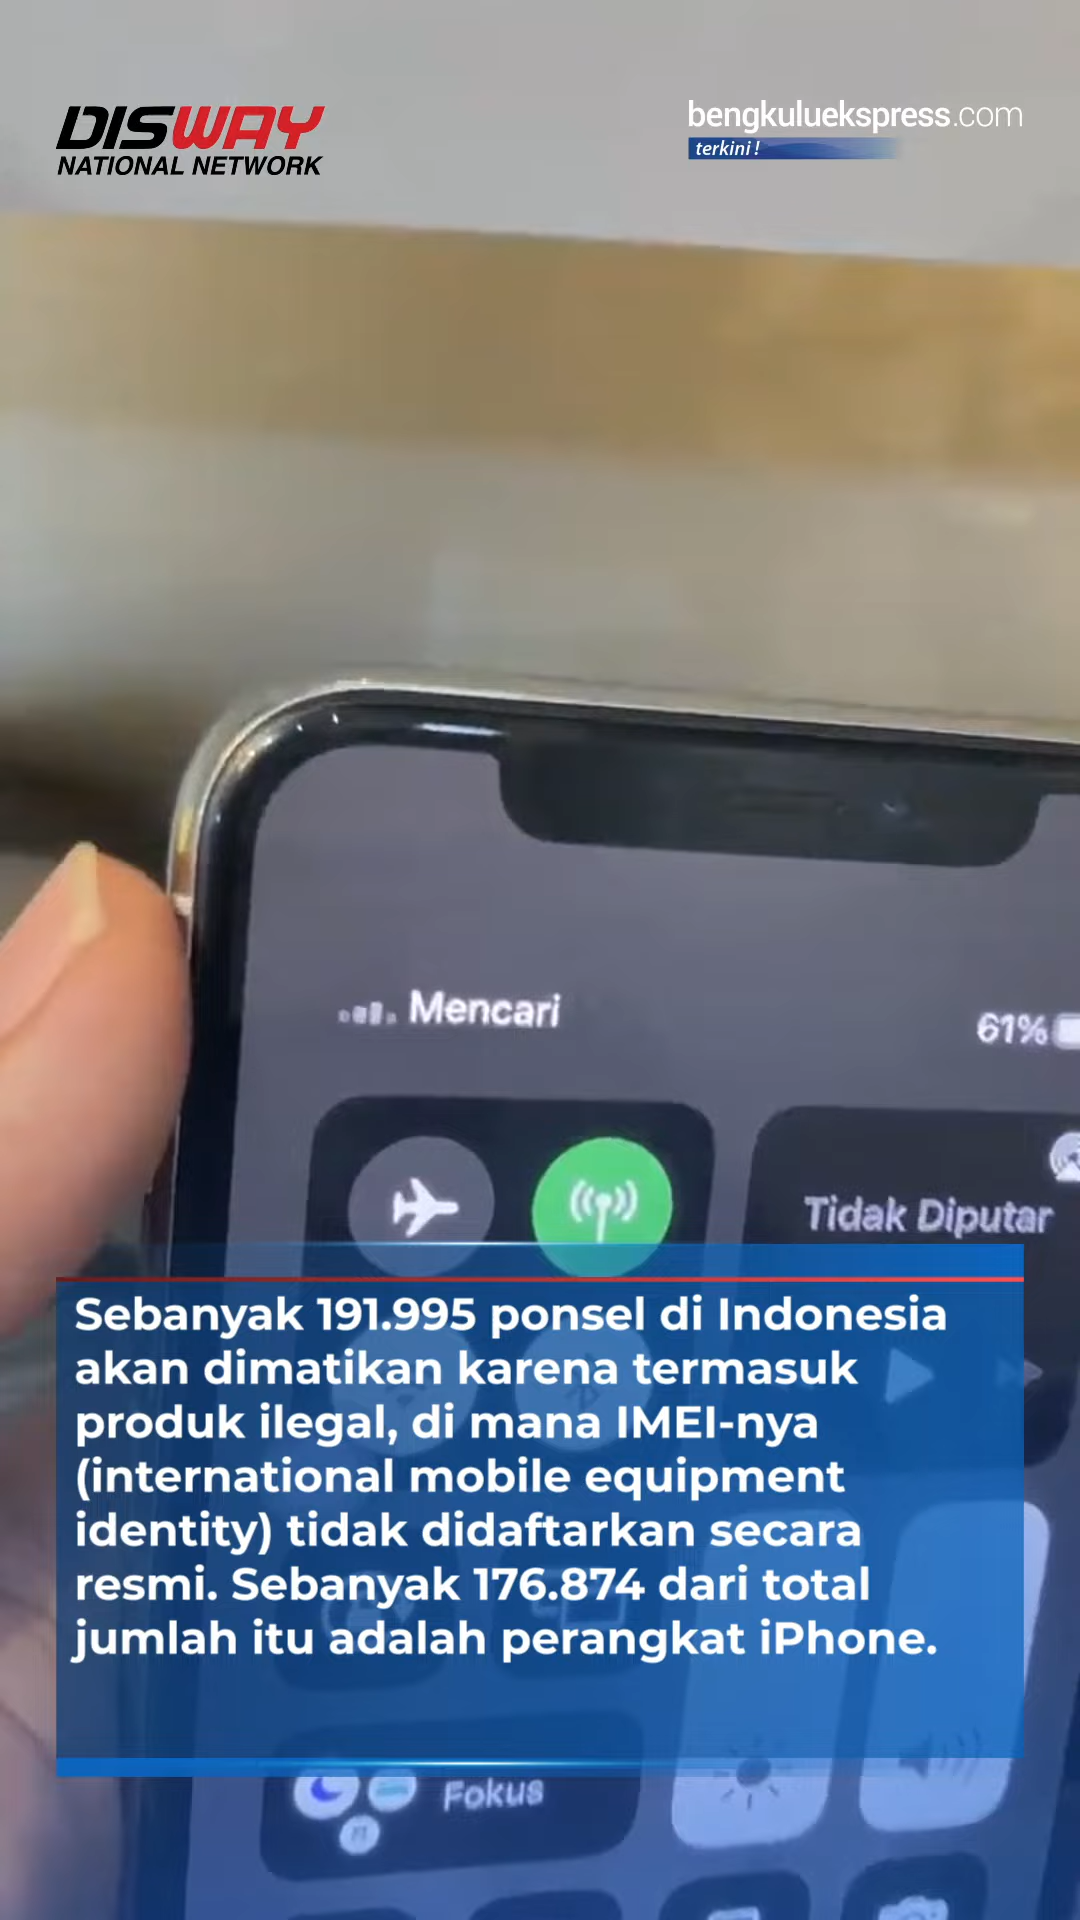 DISWAY
NATIONAL NETWORK
bengkuluekspress.com
terkini!
Mencari
61%
Tidak Diputar
Sebanyak 191.995 ponsel di Indonesia
akan dimatikan karena termasuk
produk ilegal, di mana IMEI-nya
(international mobile equipment
identity) tidak didaftarkan secara
resmi. Sebanyak 176.874 dari total
jumlah itu adalah perangkat iPhone.
Fokus